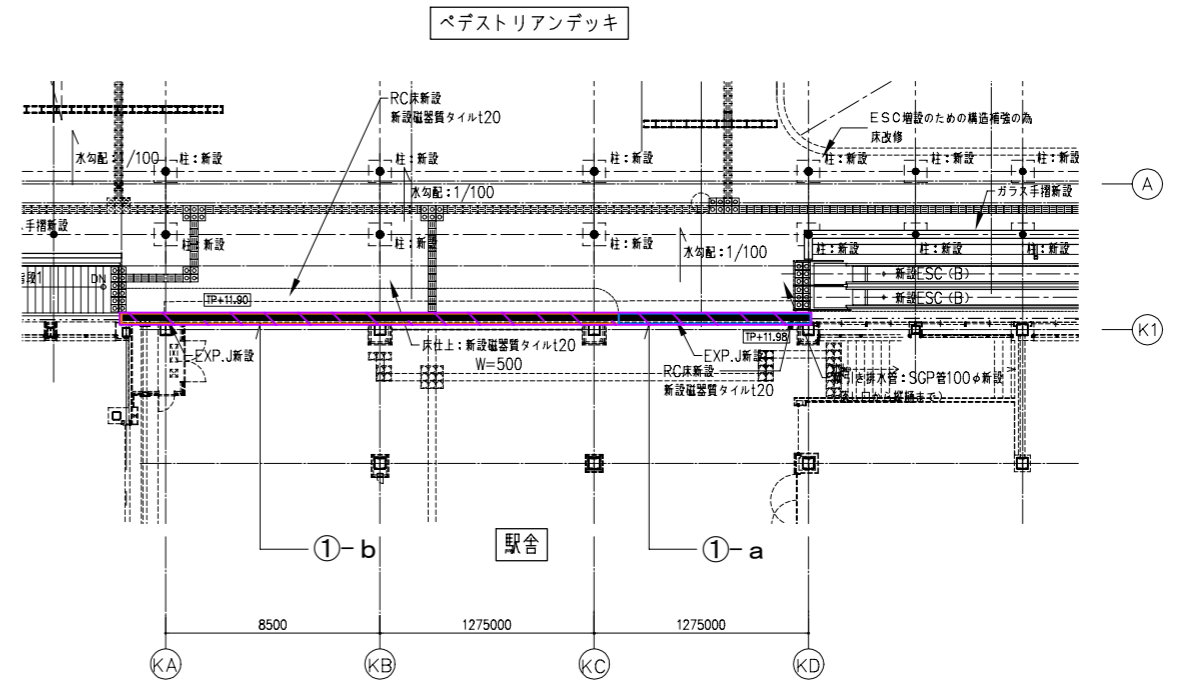 ペデストリアンデッキ
RC床新設
新設磁器質タイルt20
ESC増設のための構造補強の為
床改修
水勾配:1/100
柱:新設
柱:新設
柱:新設
柱:新設
柱:新設
柱:新設
水勾配:1/100
ガラス手摺新設
A
手摺新設
柱:新設
柱:新設
柱:新設
水勾配:1/100
柱:新設
柱:新設
柱:新設
段1
DN
新設ESC(B)
新設ESC(B)
TP+11.90
K1
EXP.J新設
床仕上:新設磁器質タイルt20
W=500
EXP.J新設
TP+11.98
RC床新設
新設磁器質タイルt20
引き排水管:SGP管100φ新設
①-b
駅舎
①-a
8500
1275000
1275000
KA
KB
KC
KD